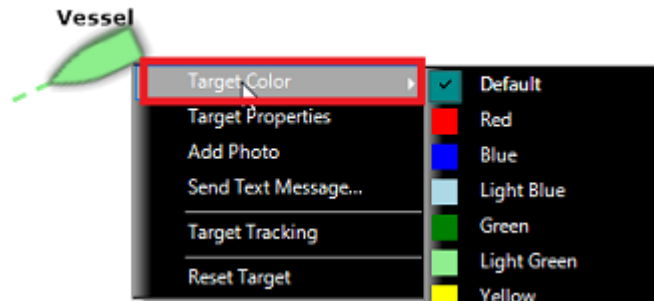 Vessel
Target Color
Target Properties
Add Photo
Send Text Message...
Target Tracking
Reset Target
Default
Red
Blue
Light Blue
Green
Light Green
Yellow